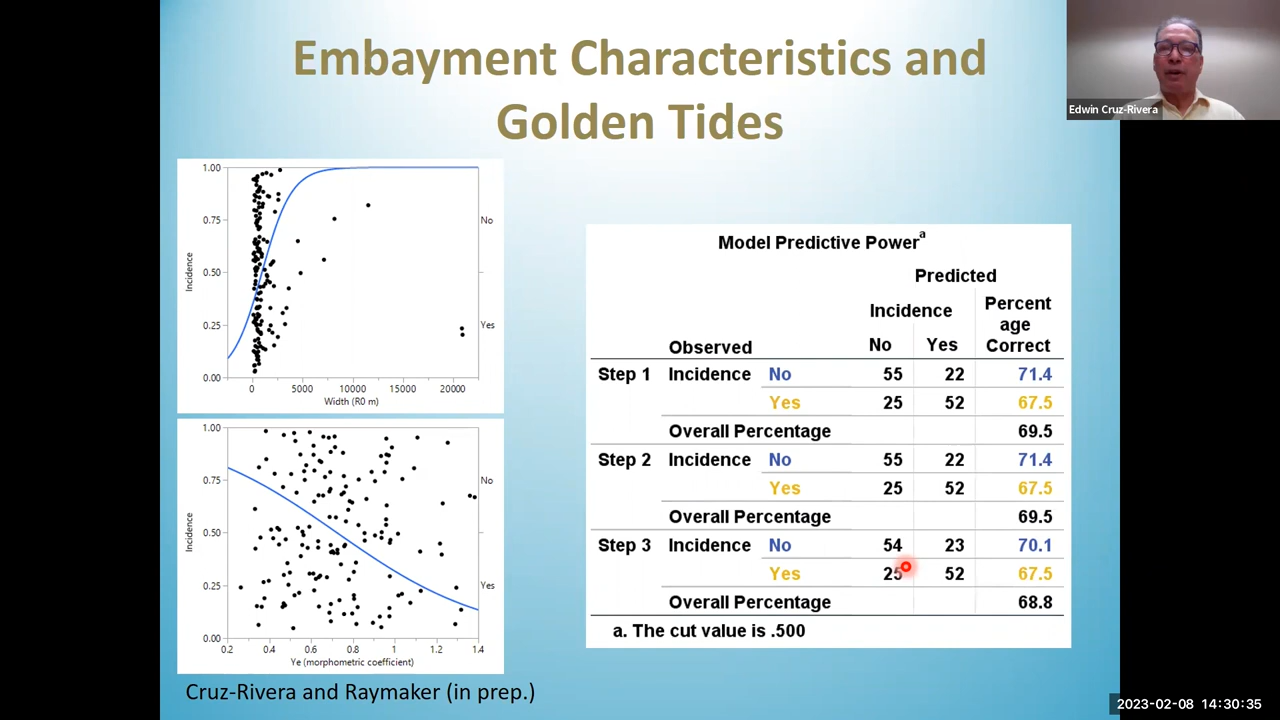 Embayment Characteristics and
Golden Tides
Edwin Cruz-Rivera
1.00
0.75
0.50
0.25
0.00
Incidence
No
Yes
0 5000 10000 15000 20000
Width (R0 m)
1.00
0.75
0.50
0.25
0.00
Incidence
No
Yes
0.2 0.4 0.6 0.8 1 1.2 1.4
Ye (morphometric coefficient)
Cruz-Rivera and Raymaker (in prep.)
Model Predictive Power a
Predicted
Incidence
Percent
age
Correct
Observed No Yes
Step 1 Incidence No 55 22 71.4
Yes 25 52 67.5
Overall Percentage 69.5
Step 2 Incidence No 55 22 71.4
Yes 25 52 67.5
Overall Percentage 69.5
Step 3 Incidence No 54 23 70.1
Yes 25 52 67.5
Overall Percentage 68.8
a. The cut value is .500
2023-02-08 14:30:35